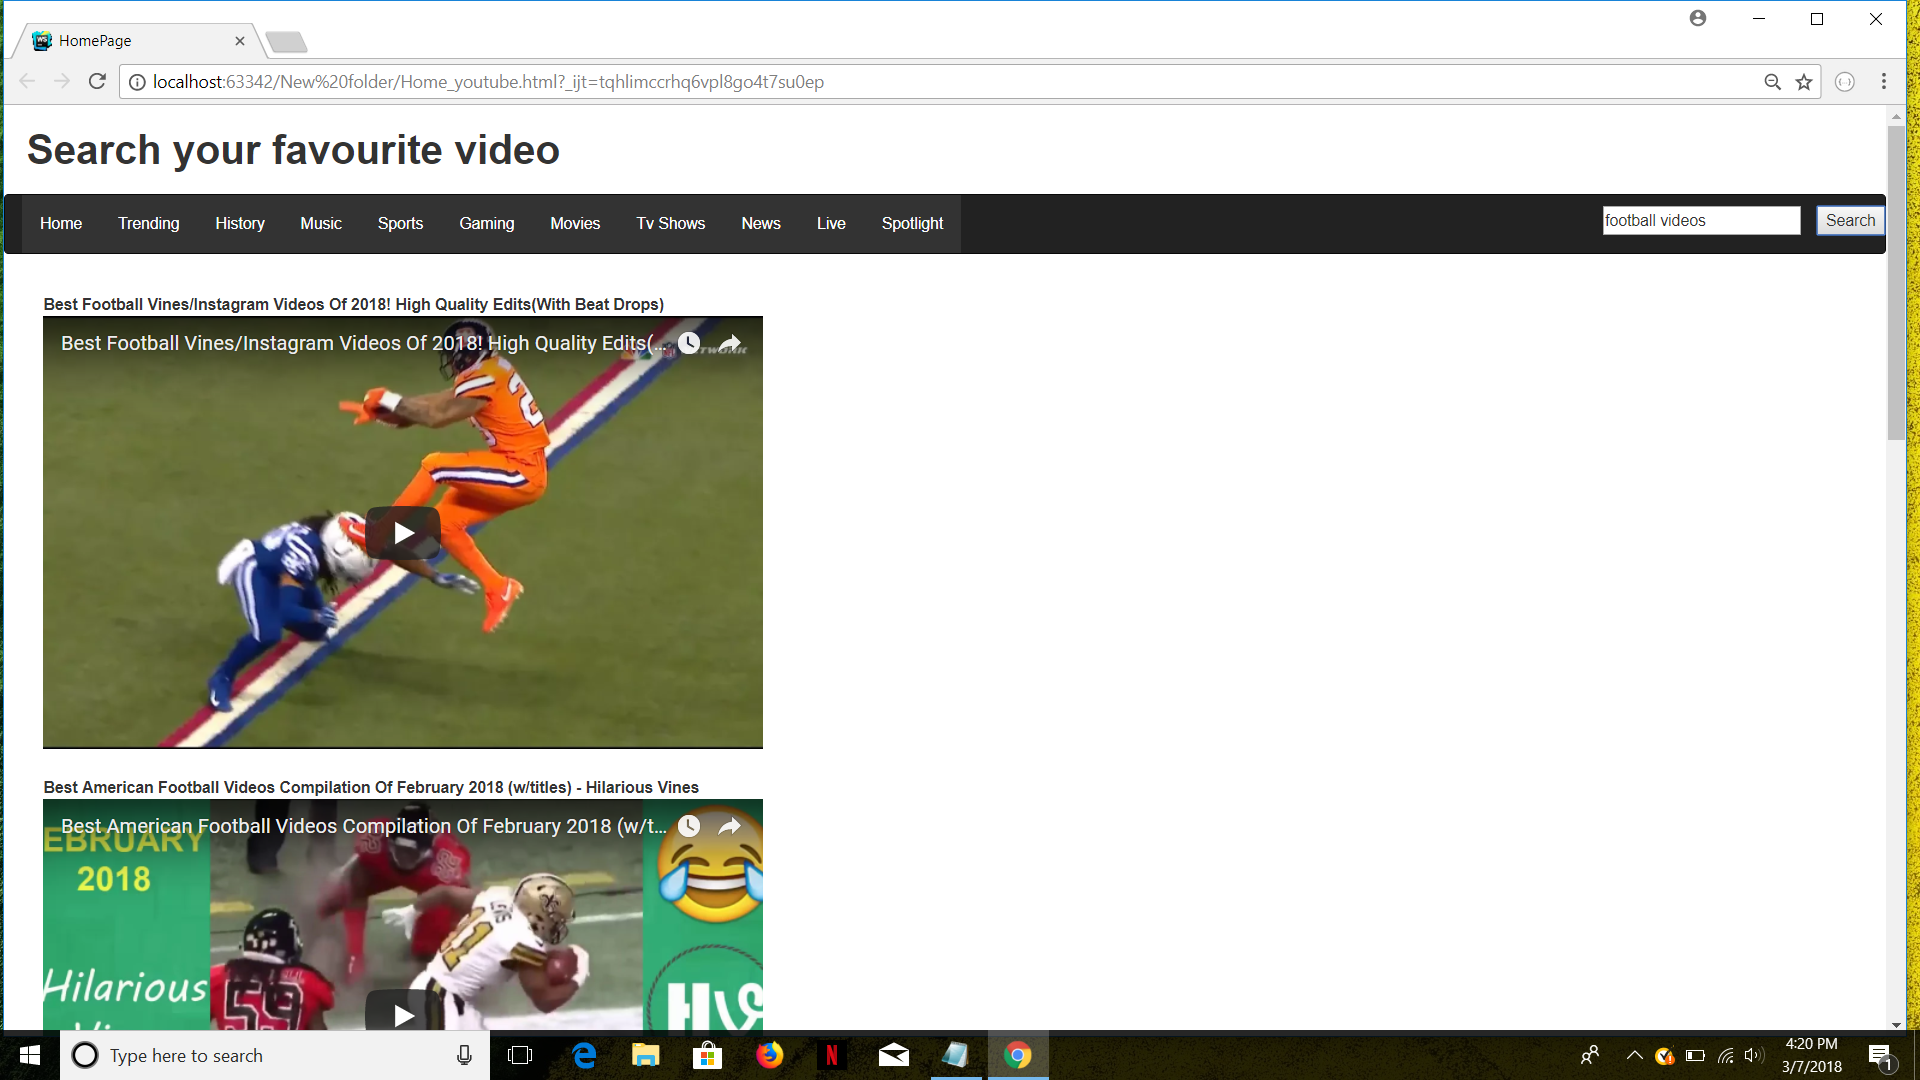 HomePage
localhost:63342/New%20folder/Home_youtube.html?_ijt=tqhlimccrhq6vpl8go4t7su0ep
Search your favourite video
Home Trending History Music Sports Gaming Movies Tv Shows News Live Spotlight football videos Search
Best Football Vines/Instagram Videos Of 2018! High Quality Edits(With Beat Drops)
Best Football Vines/Instagram Videos Of 2018! High Quality Edits(...
Best American Football Videos Compilation Of February 2018 (w/titles) - Hilarious Vines
Best American Football Videos Compilation Of February 2018 (w/t...
EBRUARY
2018
Hilarious
59
Type here to search
4:20 PM
3/7/2018
1